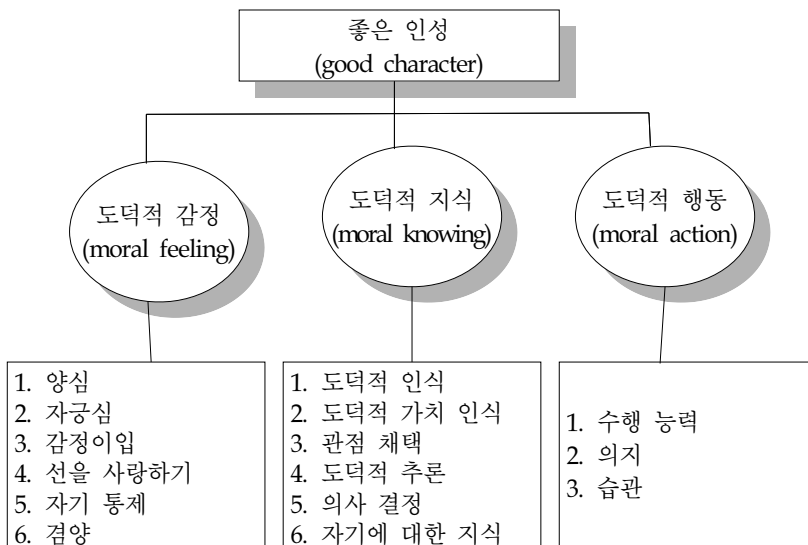 좋은 인성
(good character)
도덕적 감정
(moral feeling)
도덕적 지식
(moral knowing)
도덕적 행동
(moral action)
1. 양심
2. 자긍심
3. 감정이입
4. 선을 사랑하기
5. 자기 통제
6. 겸양
1. 도덕적 인식
2. 도덕적 가치 인식
3. 관점 채택
4. 도덕적 추론
5. 의사 결정
6. 자기에 대한 지식
1. 수행 능력
2. 의지
3. 습관